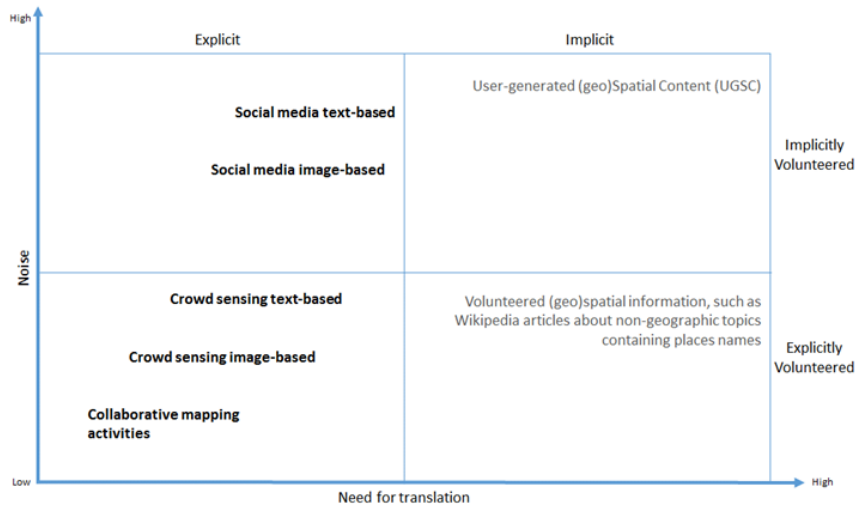 High
Explicit
Implicit
User-generated (geo)Spatial Content (UGSC)
Social media text-based
Implicitly
Volunteered
Social media image-based
Noise
Crowd sensing text-based
Volunteered (geo)spatial information, such as
Wikipedia articles about non-geographic topics
containing places names
Crowd sensing image-based
Explicitly
Volunteered
Collaborative mapping
activities
Low
High
Need for translation